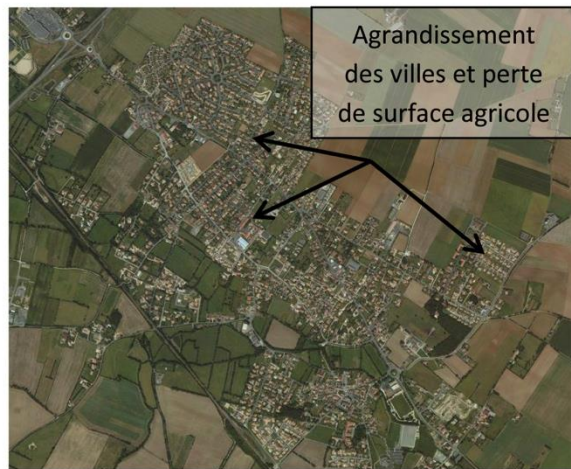 Agrandissement
des villes et perte
de surface agricole